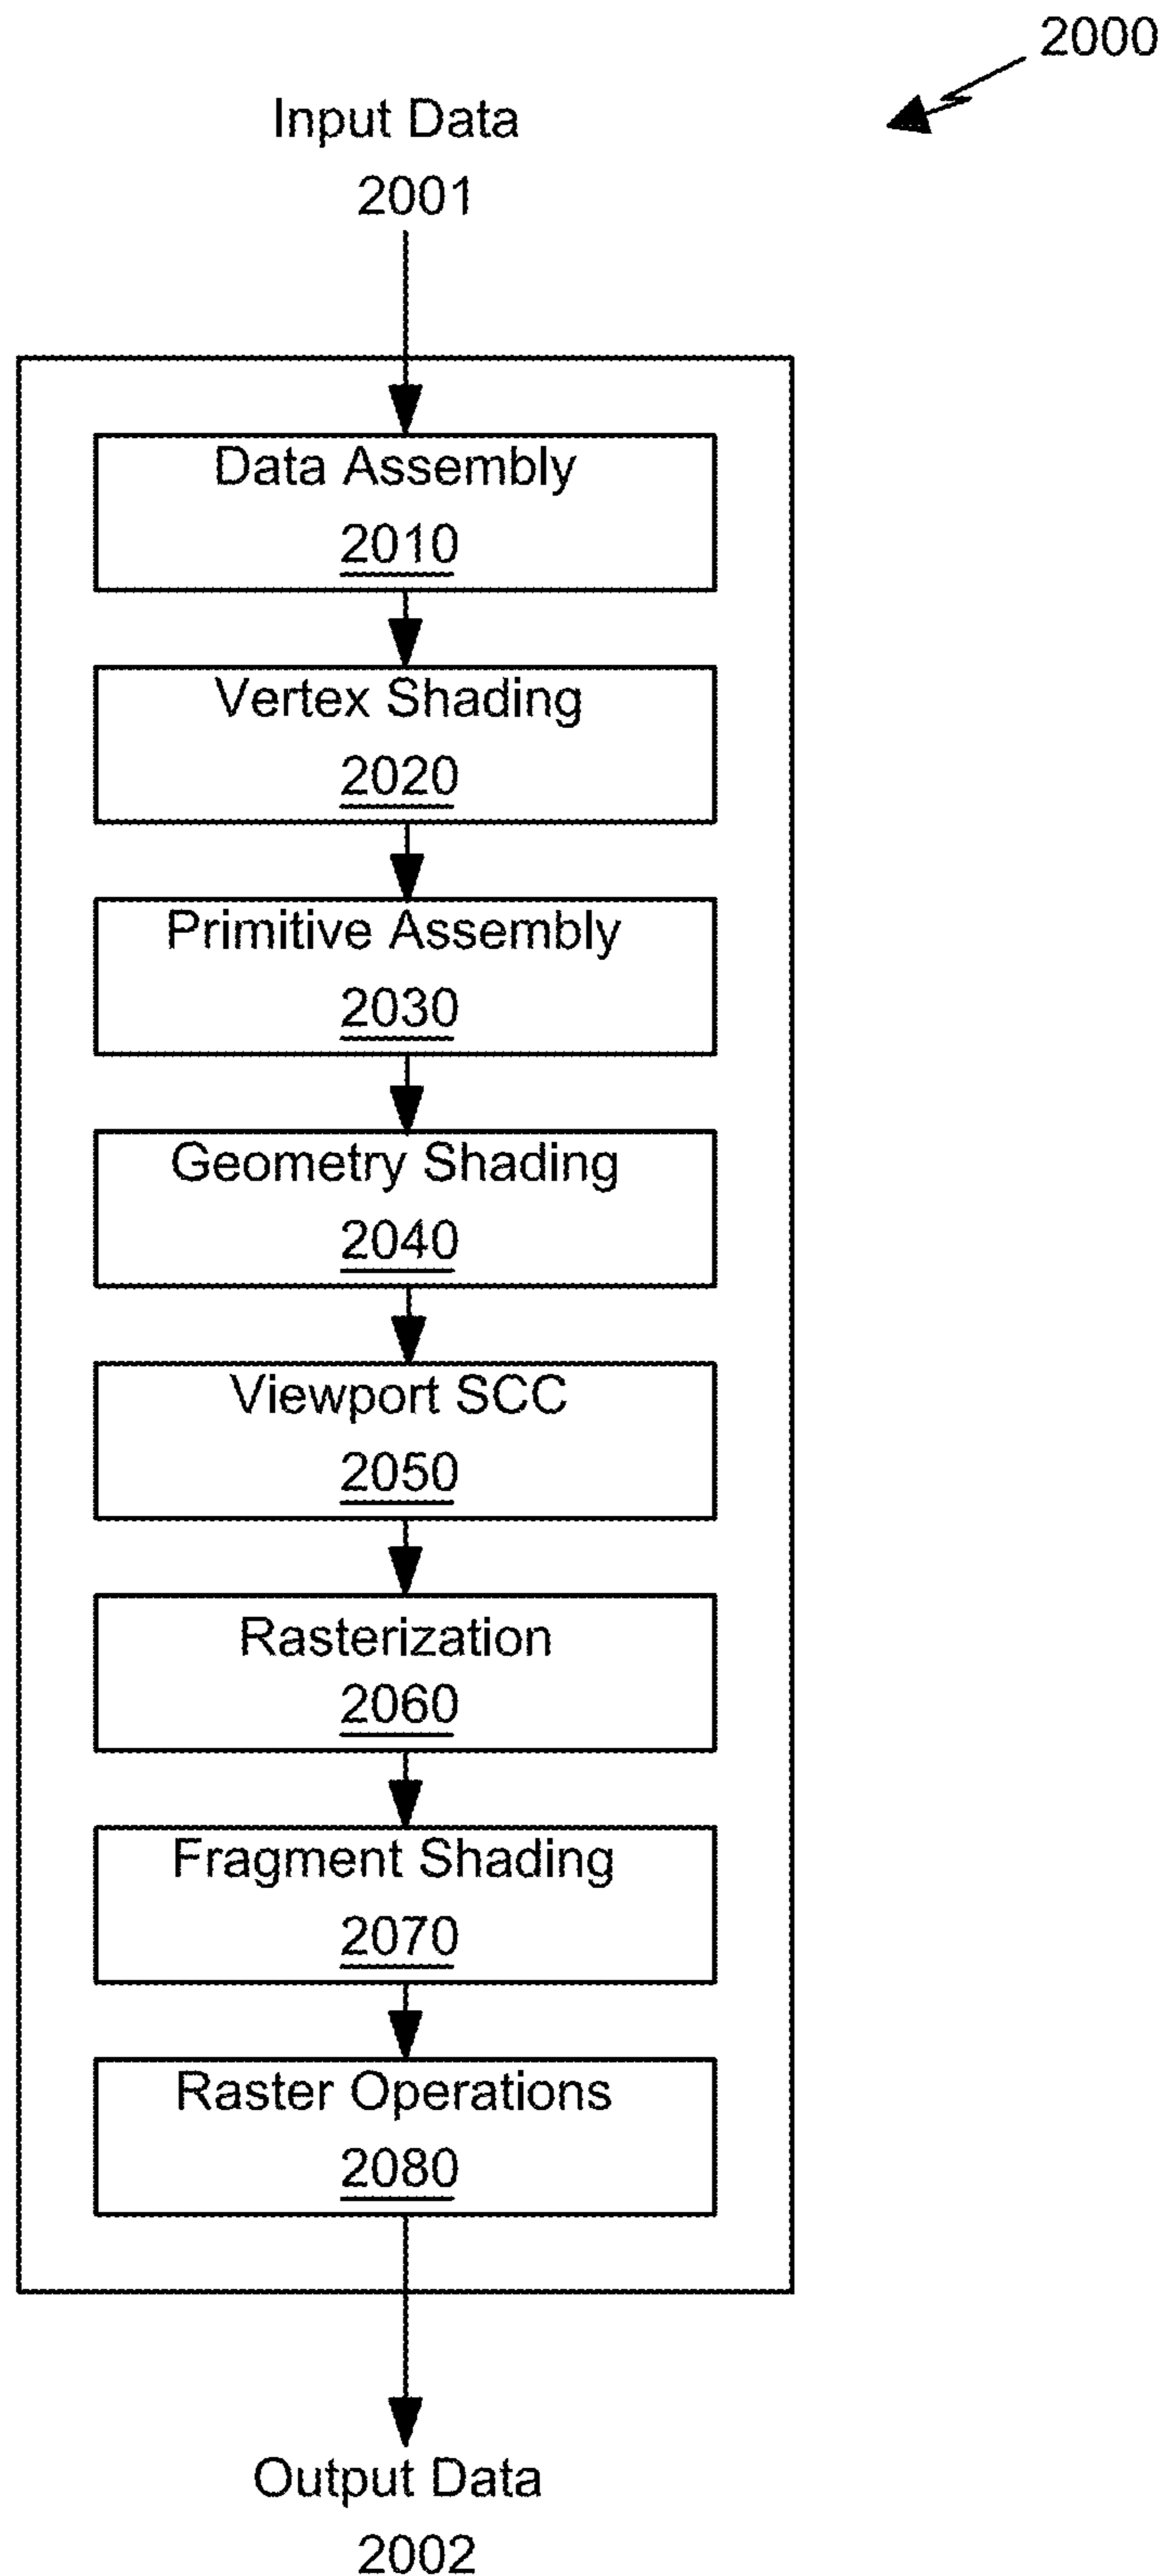 2000
Input Data
2001
Data Assembly
2010
Vertex Shading
2020
Primitive Assembly
2030
Geometry Shading
2040
Viewport SCC
2050
Rasterization
2060
Fragment Shading
2070
Raster Operations
2080
Output Data
2002